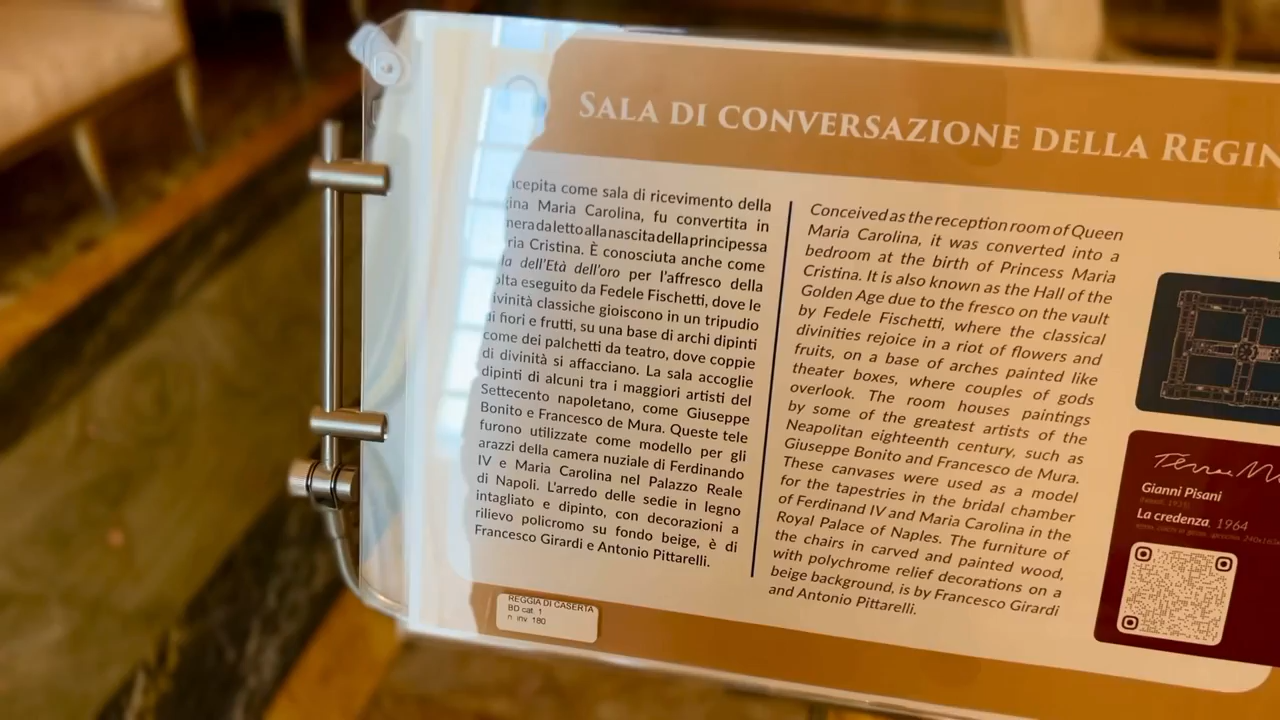 SALA DI CONVERSAZIONE DELLA
come sala di ricevimento della
Maria Carolina, fu convertita in
da letto alla nascita della principessa
Cristina. È conosciuta anche come
dell'Età dell'oro per l'affresco della
eseguito da Fedele Fischetti, dove le
classiche gioiscono in un tripudio
di fiori e frutti, su una base di archi dipinti
come dei palchetti da teatro, dove coppie
di divinità si affacciano. La sala accoglie
dipinti di alcuni tra i maggiori artisti del
Settecento napoletano, come Giuseppe
Bonito e Francesco de Mura. Queste tele
furono utilizzate come modello per gli
arazzi della camera nuziale di Ferdinando
IV e Maria Carolina nel Palazzo Reale
di Napoli. L'arredo delle sedie in legno
intagliato e dipinto, con decorazioni a
rilievo policromo su fondo beige, è di
Francesco Girardi e Antonio Pittarelli.
Conceived as the reception room of Queen
Maria Carolina, it was converted into a
bedroom at the birth of Princess Maria
Cristina. It is also known as the Hall of the
Golden Age due to the fresco on the vault
by Fedele Fischetti, where the classical
divinities rejoice in a riot of flowers and
fruits, on a base of arches painted like
theater boxes, where couples of gods
overlook. The room houses paintings
by some of the greatest artists of the
Neapolitan eighteenth century, such as
Giuseppe Bonito and Francesco de Mura.
These canvases were used as a model
for the tapestries in the bridal chamber
of Ferdinand IV and Maria Carolina in the
Royal Palace of Naples. The furniture of
the chairs in carved and painted wood,
with polychrome relief decorations on a
beige background, is by Francesco Girardi
and Antonio Pittarelli.
Gianni Pisani
La credenza, 1964
REGGIA DI CASERTA
BD cat. 1
n inv 180